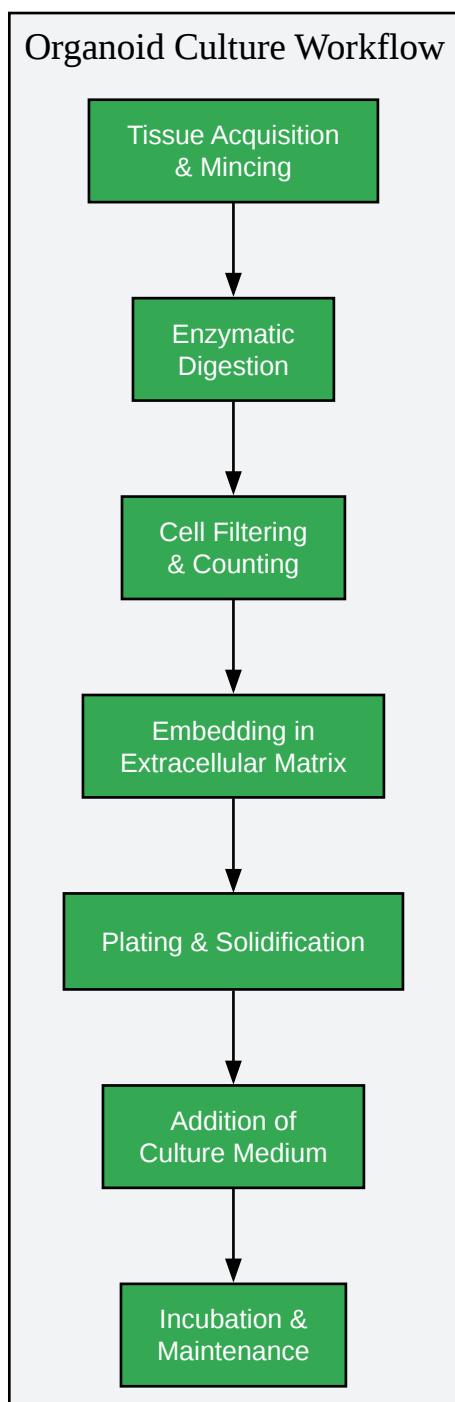 Organoid Culture Workflow
Tissue Acquisition
& Mincing
Enzymatic
Digestion
Cell Filtering
& Counting
Embedding in
Extracellular Matrix
Plating & Solidification
Addition of
Culture Medium
Incubation &
Maintenance